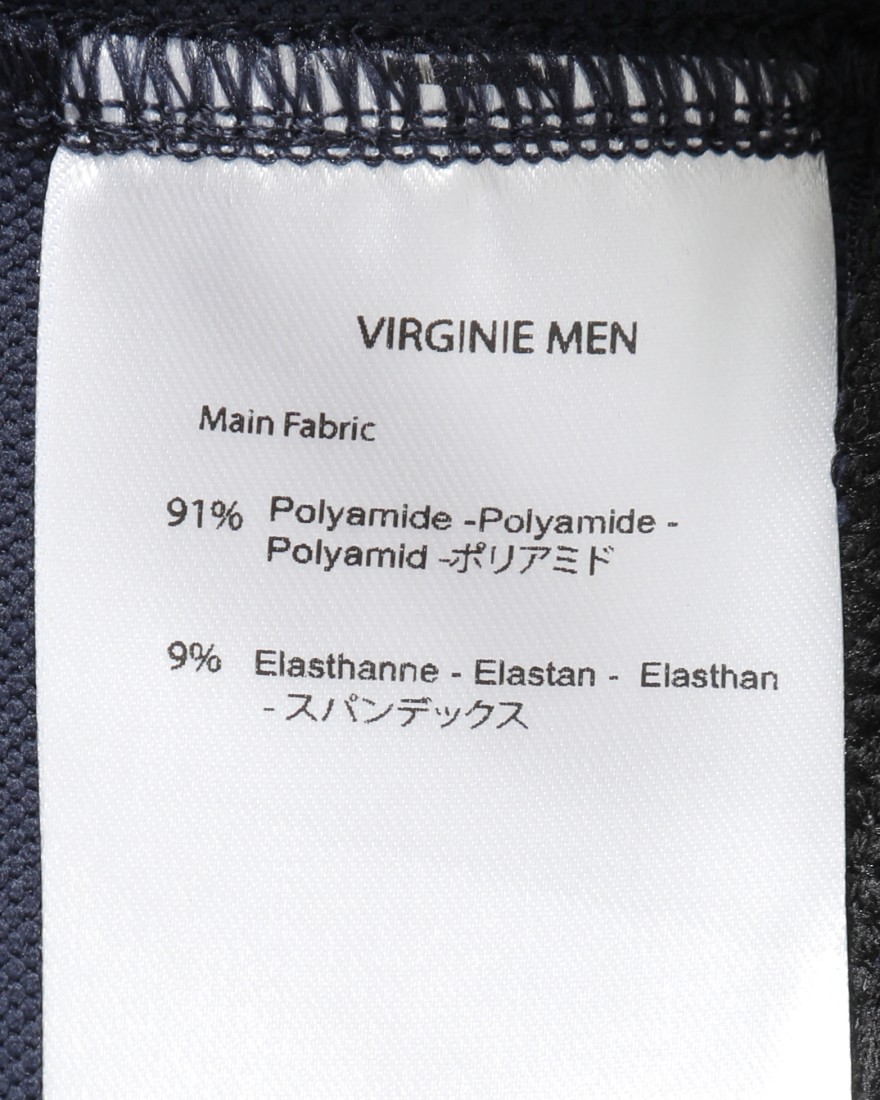 VIRGINIE MEN
Main Fabric
91% Polyamide -Polyamide -
Polyamid -ポリアミド
9% Elasthanne - Elastan - Elasthan
- スパンデックス